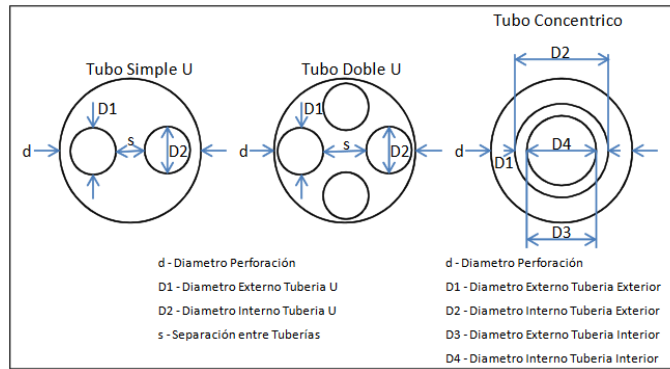 Tubo Concentrico
D2
Tubo Simple U
Tubo Doble U
D1
D1
s
s
d
D2
d
D2
d
D1
D4
D3
d - Diametro Perforación
D1 - Diametro Externo Tuberia U
D2 - Diametro Interno Tuberia U
s - Separación entre Tuberías
d - Diametro Perforación
D1 - Diametro Externo Tuberia Exterior
D2 - Diametro Interno Tuberia Exterior
D3 - Diametro Externo Tuberia Interior
D4 - Diametro Interno Tuberia Interior